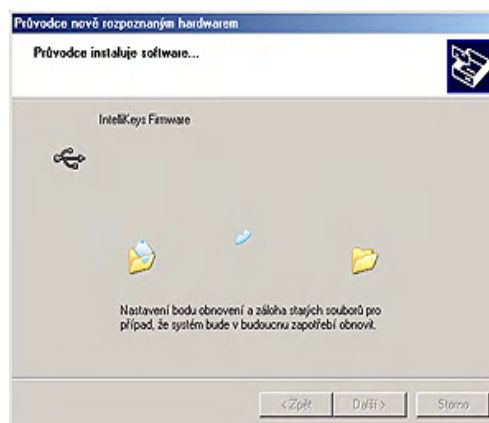 Průvodce nově rozpoznaným hardwarem
Průvodce instaluje software...
IntelliKeys Firmware
Nastavení bodu obnovení a záloha starých souborů pro
případ, že systém bude v budoucnu zapotřebí obnovit.
< Zpět
Další >
Storno